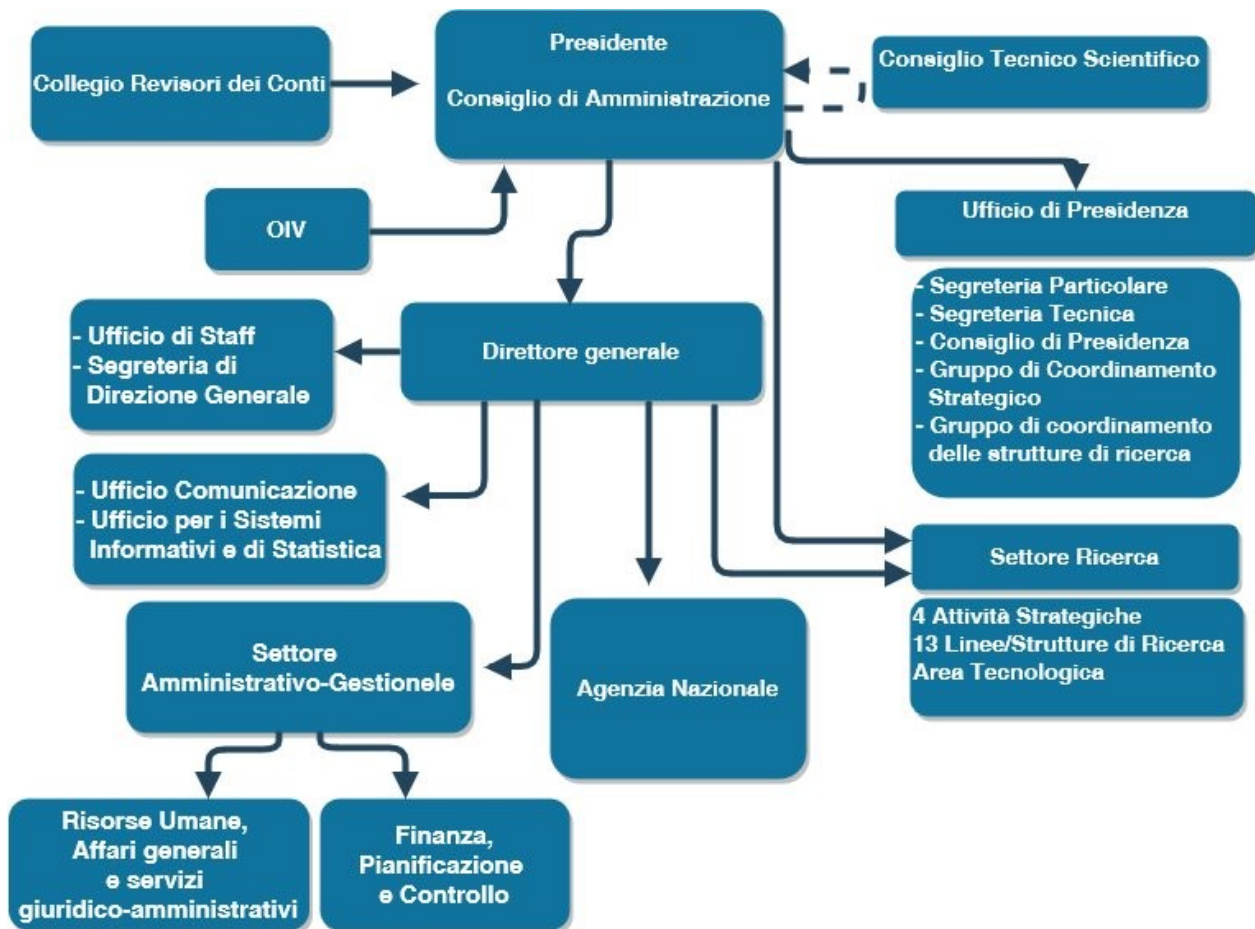 Presidente
Consiglio di Amministrazione
Collegio Revisori dei Conti
Consiglio Tecnico Scientifico
OIV
Ufficio di Presidenza
- Segreteria Particolare
- Segreteria Tecnica
- Consiglio di Presidenza
- Gruppo di Coordinamento
Strategico
- Gruppo di coordinamento
delle strutture di ricerca
Direttore generale
- Ufficio di Staff
- Segreteria di
Direzione Generale
- Ufficio Comunicazione
- Ufficio per i Sistemi
Informativi e di Statistica
Settore Ricerca
4 Attività Strategiche
13 Linee/Strutture di Ricerca
Area Tecnologica
Settore
Amministrativo-Gestionele
Agenzia Nazionale
Risorse Umane,
Affari generali
e servizi
giuridico-amministrativi
Finanza,
Pianificazione
e Controllo